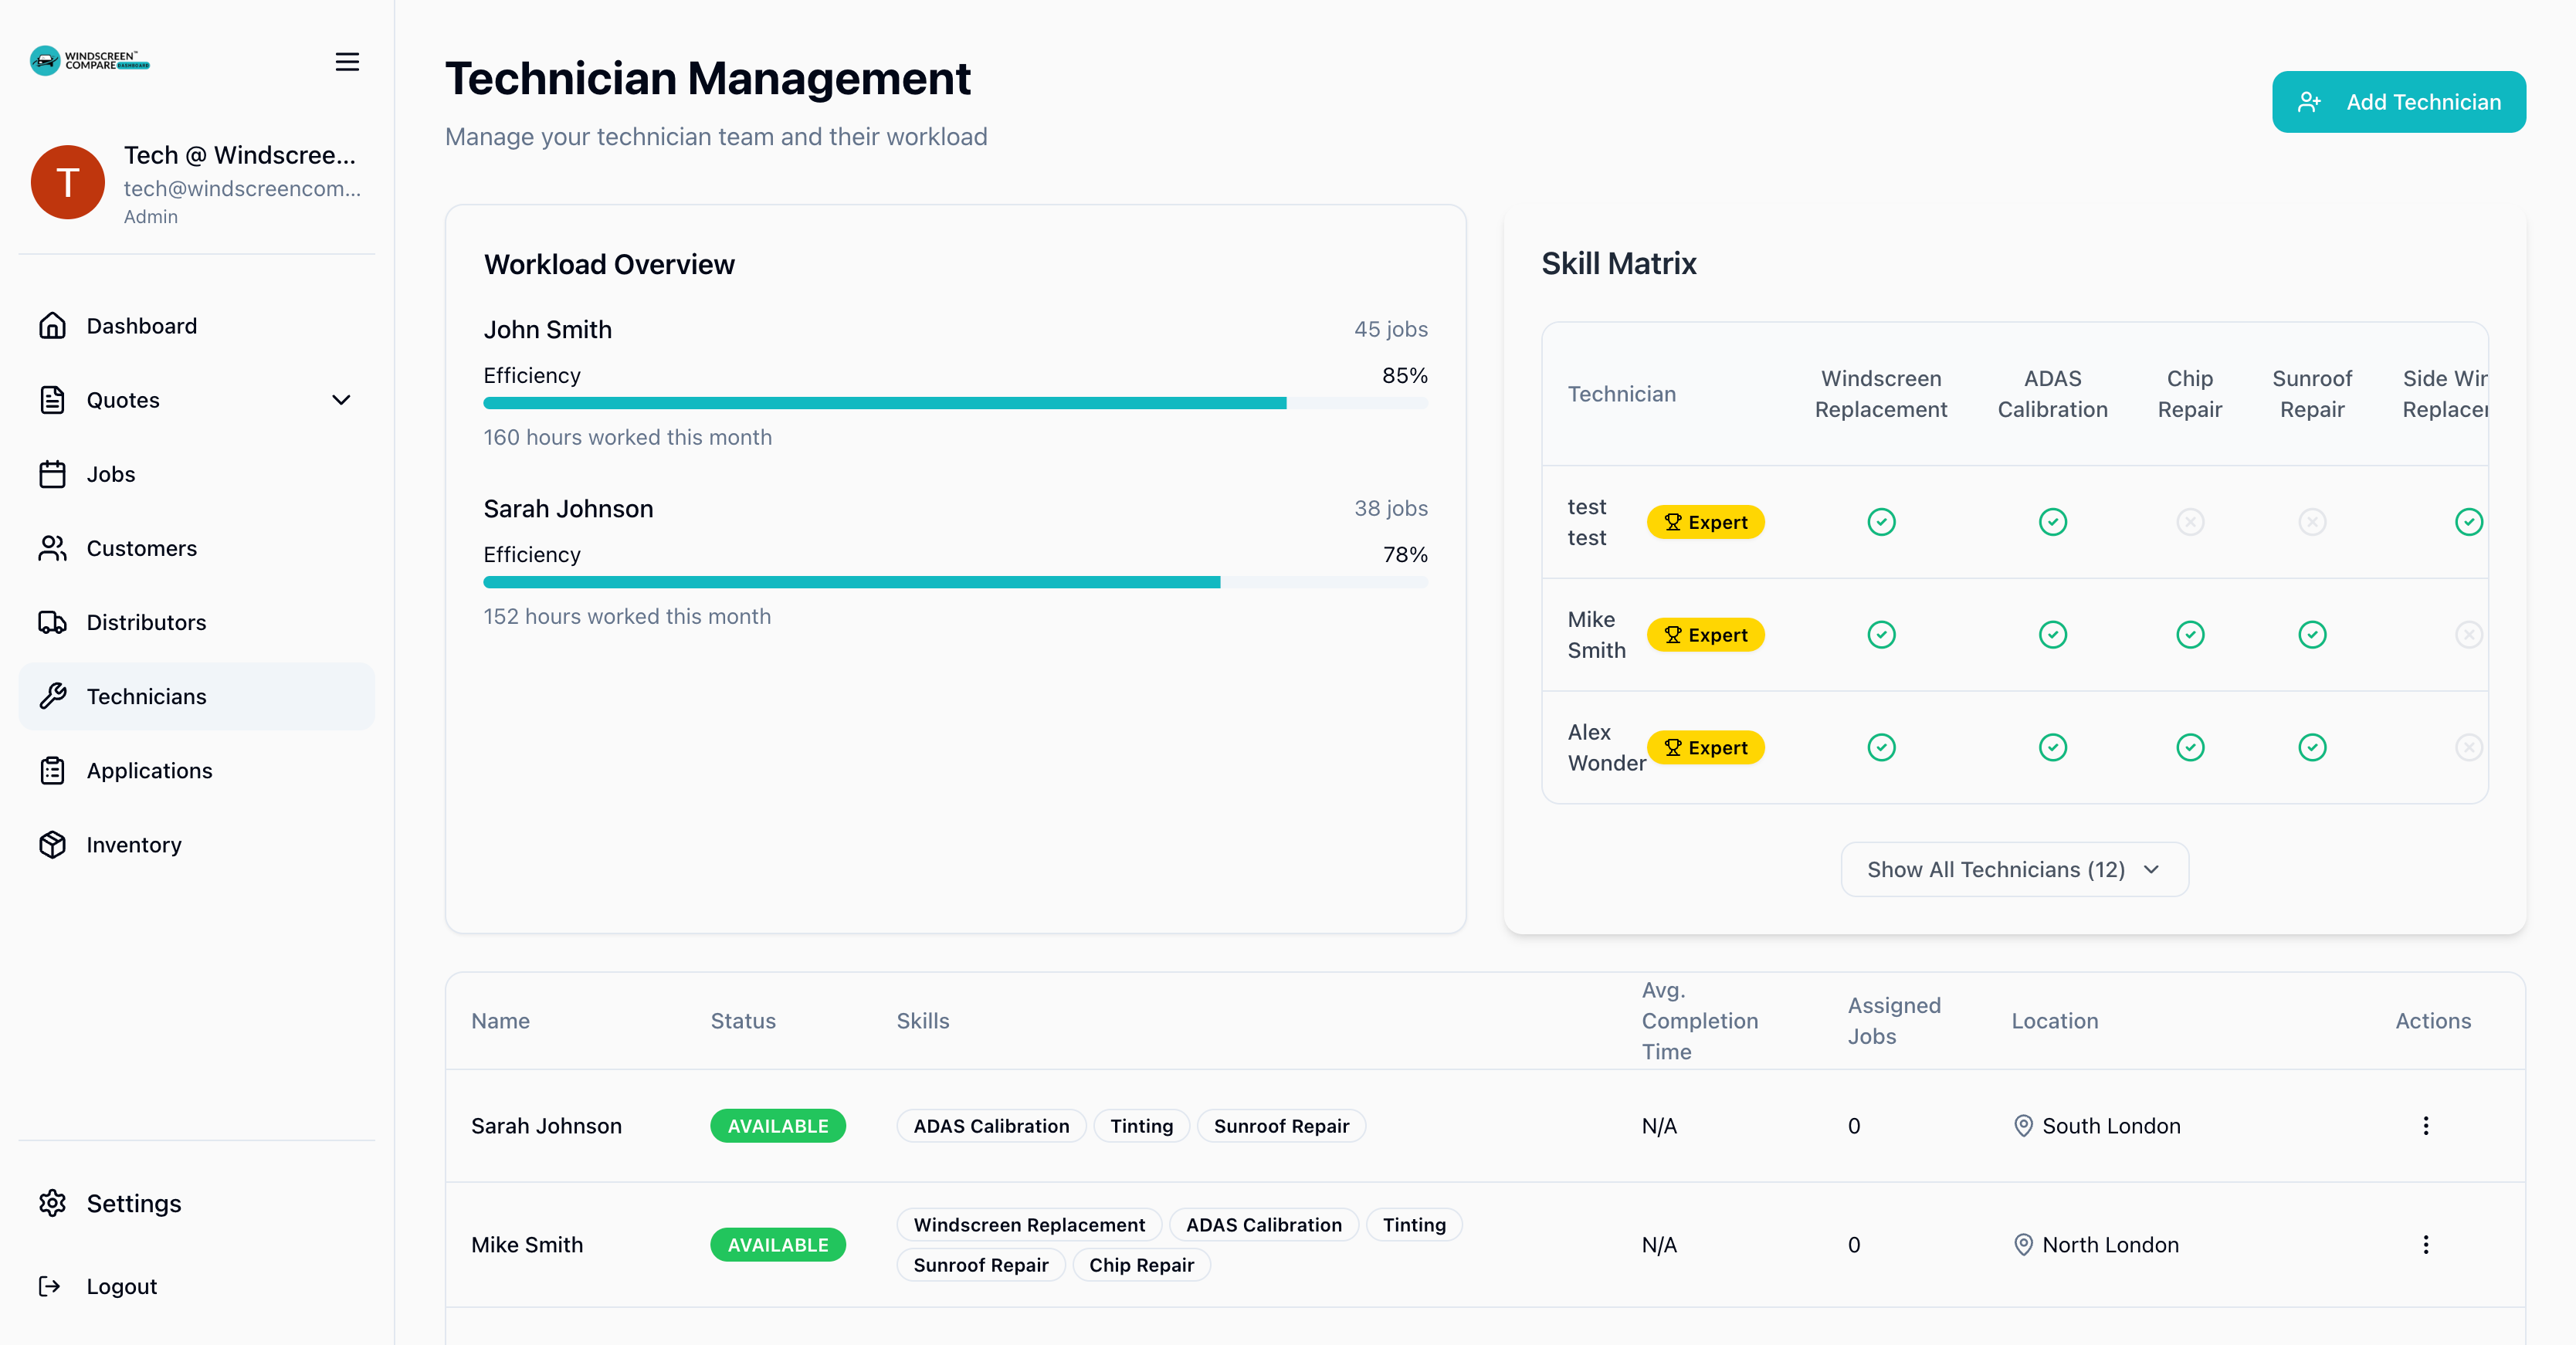 WINDSCREEN™
COMPARE DASHBOARD
T
Tech @ Windscree...
tech@windscreencom...
Admin
Dashboard
Quotes
Jobs
Customers
Distributors
Technicians
Applications
Inventory
Settings
Logout
Technician Management
Manage your technician team and their workload
Add Technician
Workload Overview
John Smith
45 jobs
Efficiency
85%
160 hours worked this month
Sarah Johnson
38 jobs
Efficiency
78%
152 hours worked this month
Skill Matrix
Technician
Windscreen
Replacement
ADAS
Calibration
Chip
Repair
Sunroof
Repair
Side
test
test
Expert
Mike
Smith
Expert
Alex
Wonder
Expert
Show All Technicians (12)
Name
Status
Skills
Avg.
Completion
Time
Assigned
Jobs
Location
Actions
Sarah Johnson
AVAILABLE
ADAS Calibration
Tinting
Sunroof Repair
N/A
0
South London
Mike Smith
AVAILABLE
Windscreen Replacement
ADAS Calibration
Tinting
Sunroof Repair
Chip Repair
N/A
0
North London